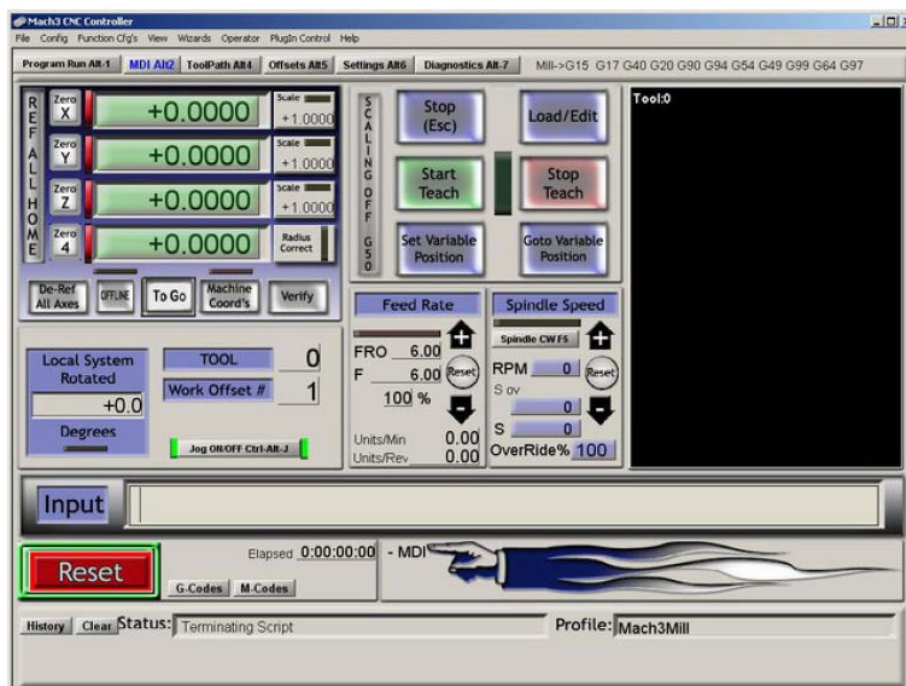 Mach3 CNC Controller
File Config Function Cfg's View Wizards Operator PlugIn Control Help
Program Run Alt-1 MDI Alt2 ToolPath Alt4 Offsets Alt5 Settings Alt6 Diagnostics Alt-7 Mill->G15 G17 G40 G20 G90 G94 G54 G49 G99 G64 G97
REF ALL HOME
Zero X +0.0000 Scale +1.0000
Zero Y +0.0000 Scale +1.0000
Zero Z +0.0000 Scale +1.0000
Zero 4 +0.0000 Radius Correct
De-Ref All Axes OFFLINE To Go Machine Coord's Verify
SCALING OFF G50
Stop (Esc) Load/Edit
Start Teach Stop Teach
Set Variable Position Goto Variable Position
Tool:0
Local System Rotated
+0.0
Degrees
TOOL 0
Work Offset # 1
Jog ON/OFF Ctrl-Alt-J
Feed Rate
FRO 6.00
F 6.00 Reset
100 %
Units/Min 0.00
Units/Rev 0.00
Spindle Speed
Spindle CW F5
RPM 0 Reset
S ov
0
S 0
OverRide% 100
Input
Reset
Elapsed 0:00:00:00
G-Codes M-Codes
- MDI
History Clear Status: Terminating Script Profile: Mach3Mill